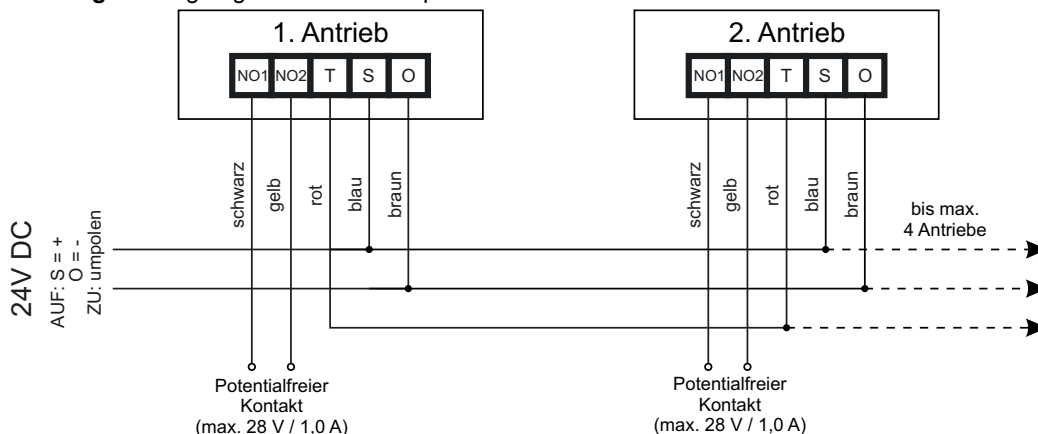 1. Antrieb
NO1 NO2 T S O
schwarz
gelb
rot
blau
braun
2. Antrieb
NO1 NO2 T S O
schwarz
gelb
rot
blau
braun
24V DC
AUF: S = +
O = -
ZU: umpolen
bis max.
4 Antriebe
Potentialfreier
Kontakt
(max. 28 V / 1,0 A)
Potentialfreier
Kontakt
(max. 28 V / 1,0 A)